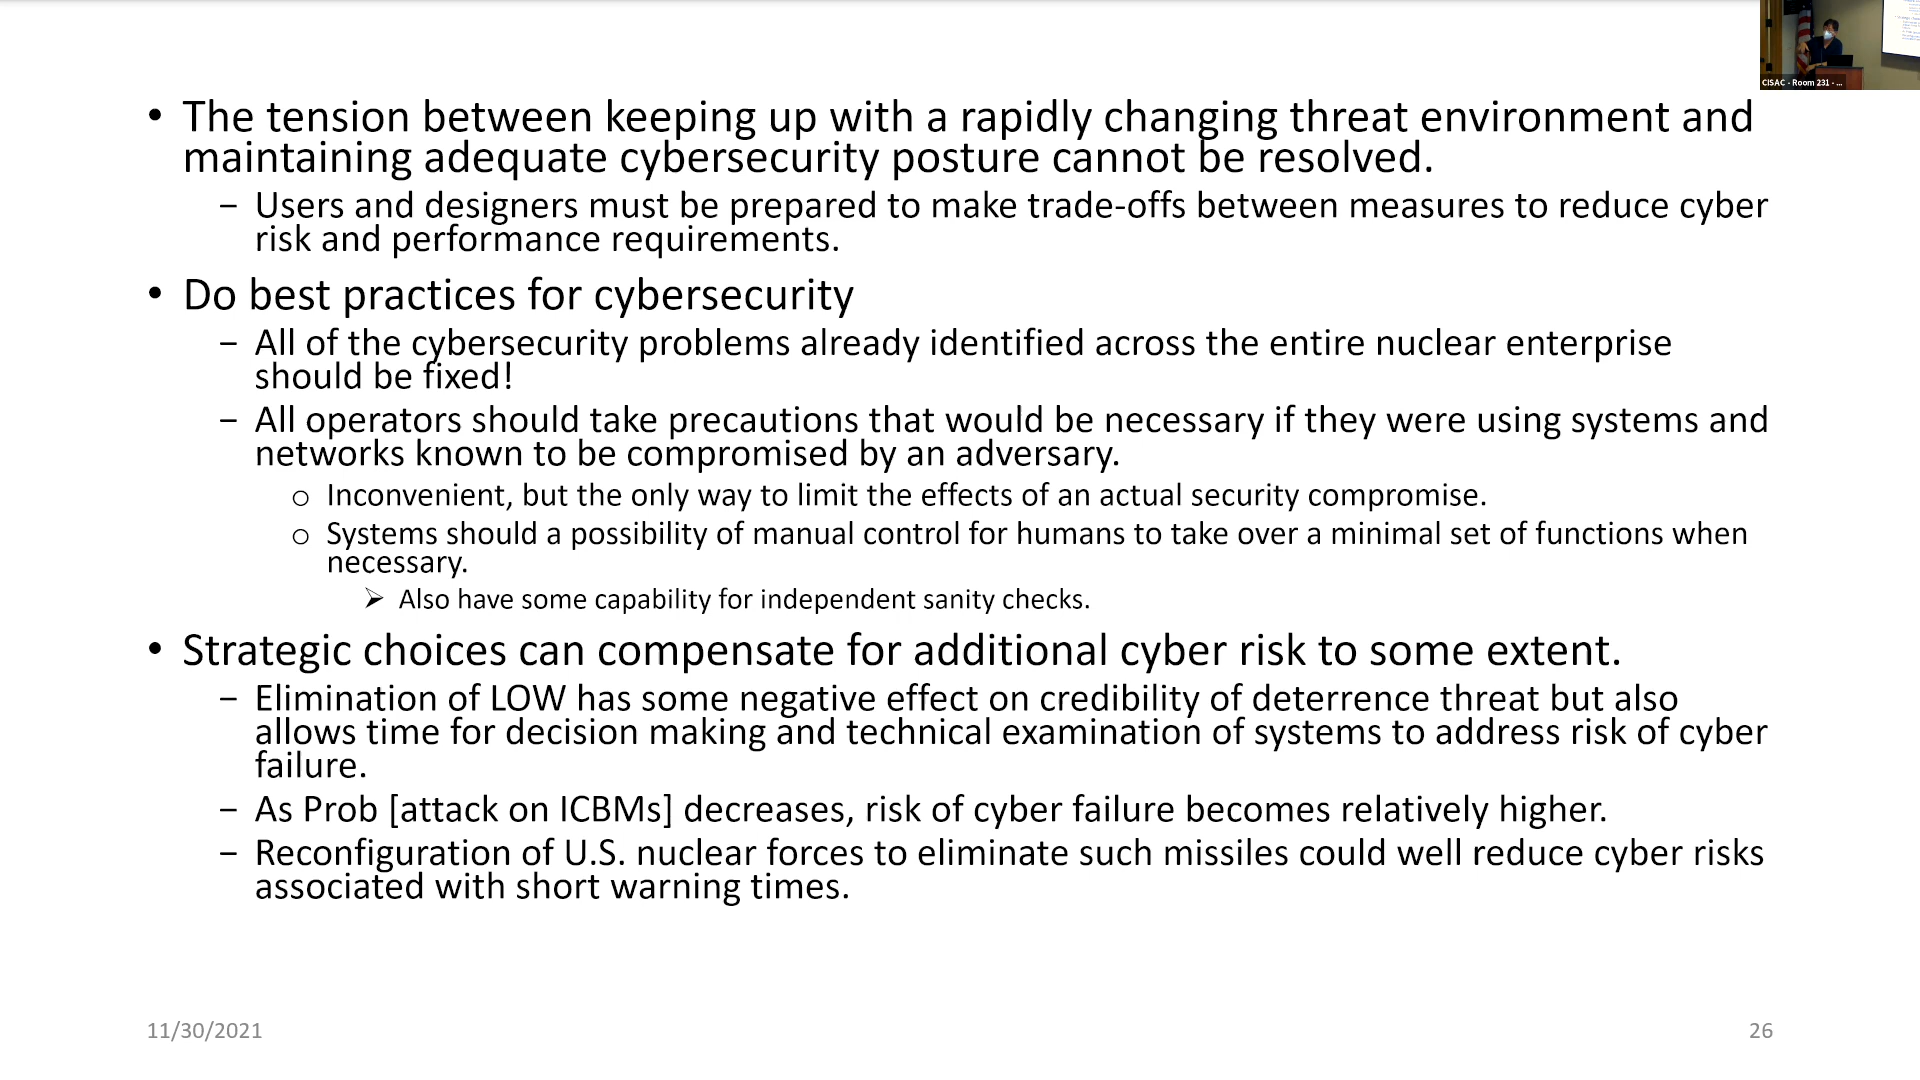 CISAC - Room 231 - ...
• The tension between keeping up with a rapidly changing threat environment and
maintaining adequate cybersecurity posture cannot be resolved.
– Users and designers must be prepared to make trade-offs between measures to reduce cyber
risk and performance requirements.
• Do best practices for cybersecurity
– All of the cybersecurity problems already identified across the entire nuclear enterprise
should be fixed!
– All operators should take precautions that would be necessary if they were using systems and
networks known to be compromised by an adversary.
o Inconvenient, but the only way to limit the effects of an actual security compromise.
o Systems should a possibility of manual control for humans to take over a minimal set of functions when
necessary.
➢ Also have some capability for independent sanity checks.
• Strategic choices can compensate for additional cyber risk to some extent.
– Elimination of LOW has some negative effect on credibility of deterrence threat but also
allows time for decision making and technical examination of systems to address risk of cyber
failure.
– As Prob [attack on ICBMs] decreases, risk of cyber failure becomes relatively higher.
– Reconfiguration of U.S. nuclear forces to eliminate such missiles could well reduce cyber risks
associated with short warning times.
11/30/2021
26